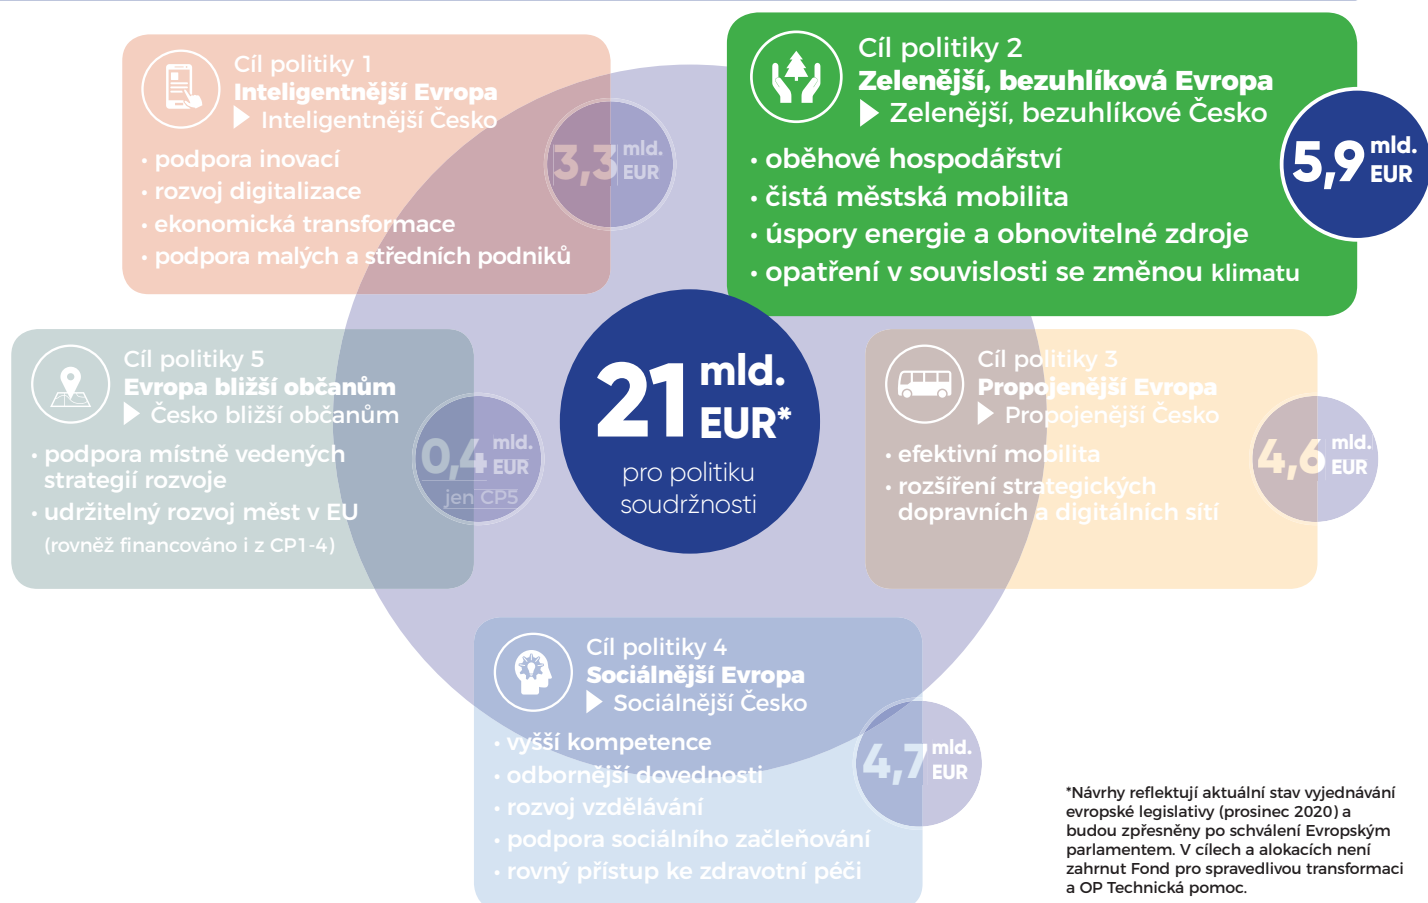 Cíl politiky 1
Inteligentnější Evropa
Inteligentnější Česko
• podpora inovací
• rozvoj digitalizace
• ekonomická transformace
• podpora malých a středních podniků
3,3 mld. EUR
Cíl politiky 2
Zelenější, bezuhlíková Evropa
Zelenější, bezuhlíkové Česko
• oběhové hospodářství
• čistá městská mobilita
• úspory energie a obnovitelné zdroje
• opatření v souvislosti se změnou klimatu
5,9 mld. EUR
21 mld. EUR*
pro politiku
soudržnosti
Cíl politiky 5
Evropa bližší občanům
Česko bližší občanům
• podpora místně vedených
strategií rozvoje
• udržitelný rozvoj měst v EU
(rovněž financováno i z CP1-4)
0,4 mld. EUR
jen CP5
Cíl politiky 3
Propojenější Evropa
Propojenější Česko
• efektivní mobilita
• rozšíření strategických
dopravních a digitálních sítí
4,6 mld. EUR
Cíl politiky 4
Sociálnější Evropa
Sociálnější Česko
• vyšší kompetence
• odbornější dovednosti
• rozvoj vzdělávání
• podpora sociálního začleňování
• rovný přístup ke zdravotní péči
4,7 mld. EUR
*Návrhy reflektují aktuální stav vyjednávání
evropské legislativy (prosinec 2020) a
budou zpřesněny po schválení Evropským
parlamentem. V cílech a alokacích není
zahrnut Fond pro spravedlivou transformaci
a OP Technická pomoc.